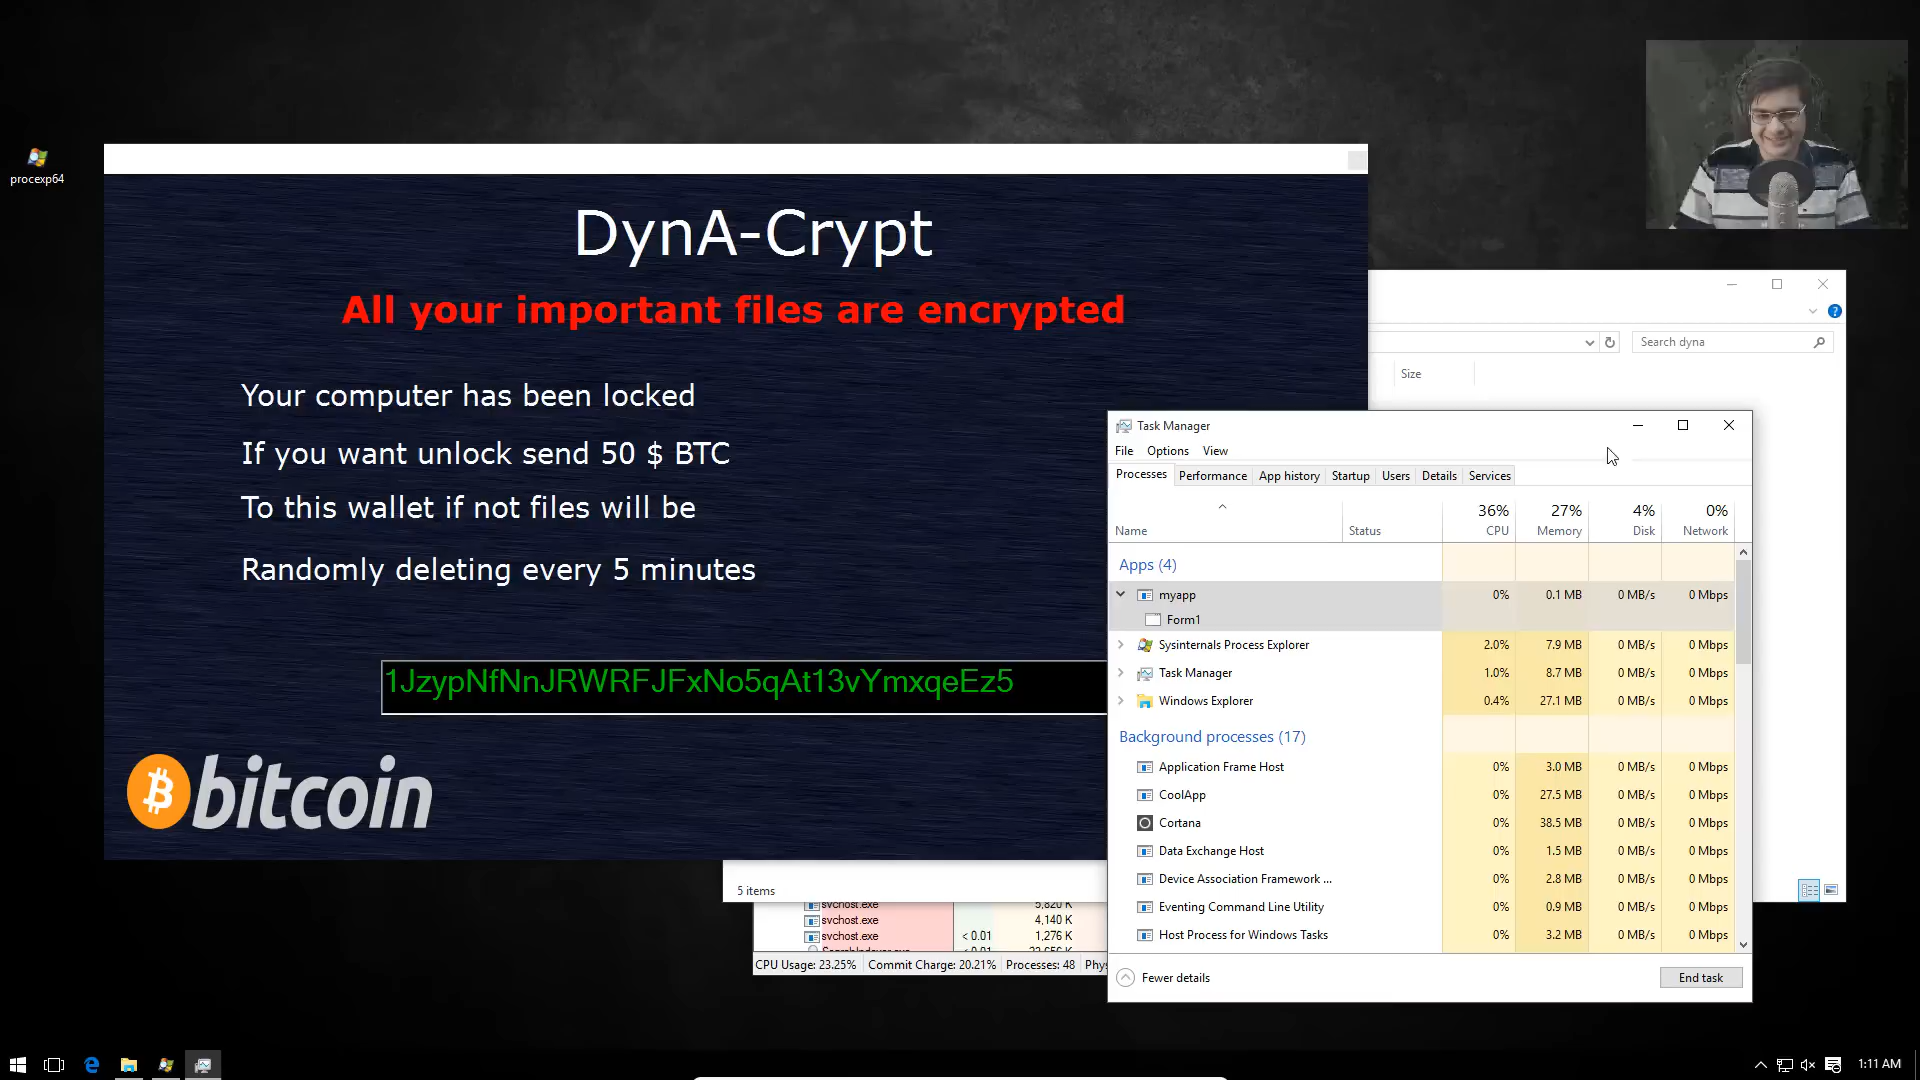 procexp64
DynA-Crypt
All your important files are encrypted
Your computer has been locked
If you want unlock send 50 $ BTC
To this wallet if not files will be
Randomly deleting every 5 minutes
1JzypNfNnJRWRFJFxNo5qAt13vYmxqeEz5
bitcoin
Search dyna
Size
Task Manager
File Options View
Processes Performance App history Startup Users Details Services
36% 27% 4% 0%
Name Status CPU Memory Disk Network
Apps (4)
myapp 0% 0.1 MB 0 MB/s 0 Mbps
Form1
Sysinternals Process Explorer 2.0% 7.9 MB 0 MB/s 0 Mbps
Task Manager 1.0% 8.7 MB 0 MB/s 0 Mbps
Windows Explorer 0.4% 27.1 MB 0 MB/s 0 Mbps
Background processes (17)
Application Frame Host 0% 3.0 MB 0 MB/s 0 Mbps
CoolApp 0% 27.5 MB 0 MB/s 0 Mbps
Cortana 0% 38.5 MB 0 MB/s 0 Mbps
Data Exchange Host 0% 1.5 MB 0 MB/s 0 Mbps
Device Association Framework ... 0% 2.8 MB 0 MB/s 0 Mbps
Eventing Command Line Utility 0% 0.9 MB 0 MB/s 0 Mbps
Host Process for Windows Tasks 0% 3.2 MB 0 MB/s 0 Mbps
Fewer details End task
5 items
svchost.exe 5,820 K
svchost.exe 4,140 K
svchost.exe < 0.01 1,276 K
CPU Usage: 23.25% Commit Charge: 20.21% Processes: 48 Phy
1:11 AM